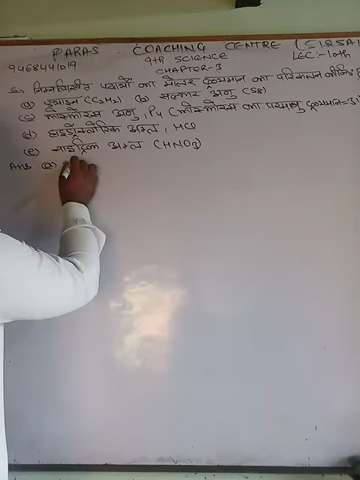 PARAS COACHING CENTRE (SIRSA)
9468441019 9th SCIENCE LEC:-10th
CHAPTER-3
निम्नलिखित पदार्थों का मोलर द्रव्यमान का परिकलन कीजिए
(a) एथाइन (C2H2) (b) सल्फर अणु (S8)
(c) फॉस्फोरस अणु, P4 (फॉस्फोरस का परमाणु द्रव्यमान=31
(d) हाइड्रोक्लोरिक अम्ल, HCl
(e) नाइट्रिक अम्ल (HNO3)
Ans (a)